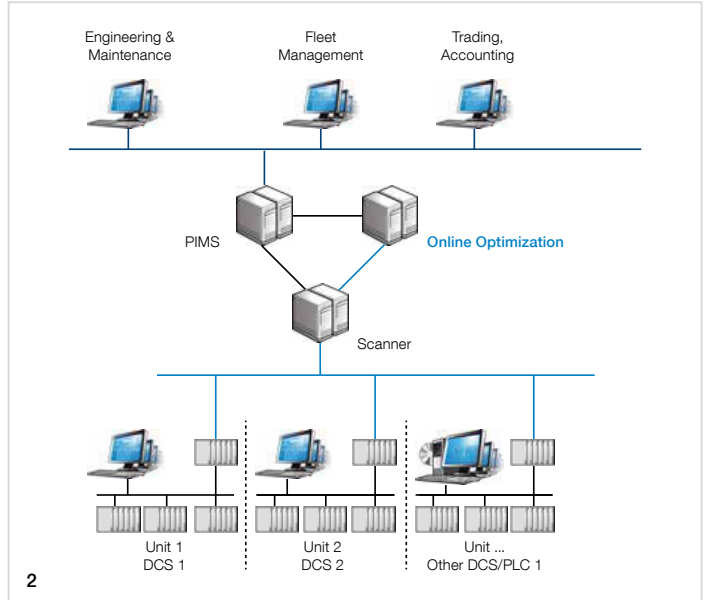 Engineering &
Maintenance
Fleet
Management
Trading,
Accounting
PIMS
Online Optimization
Scanner
Unit 1
DCS 1
Unit 2
DCS 2
Unit ...
Other DCS/PLC 1
2